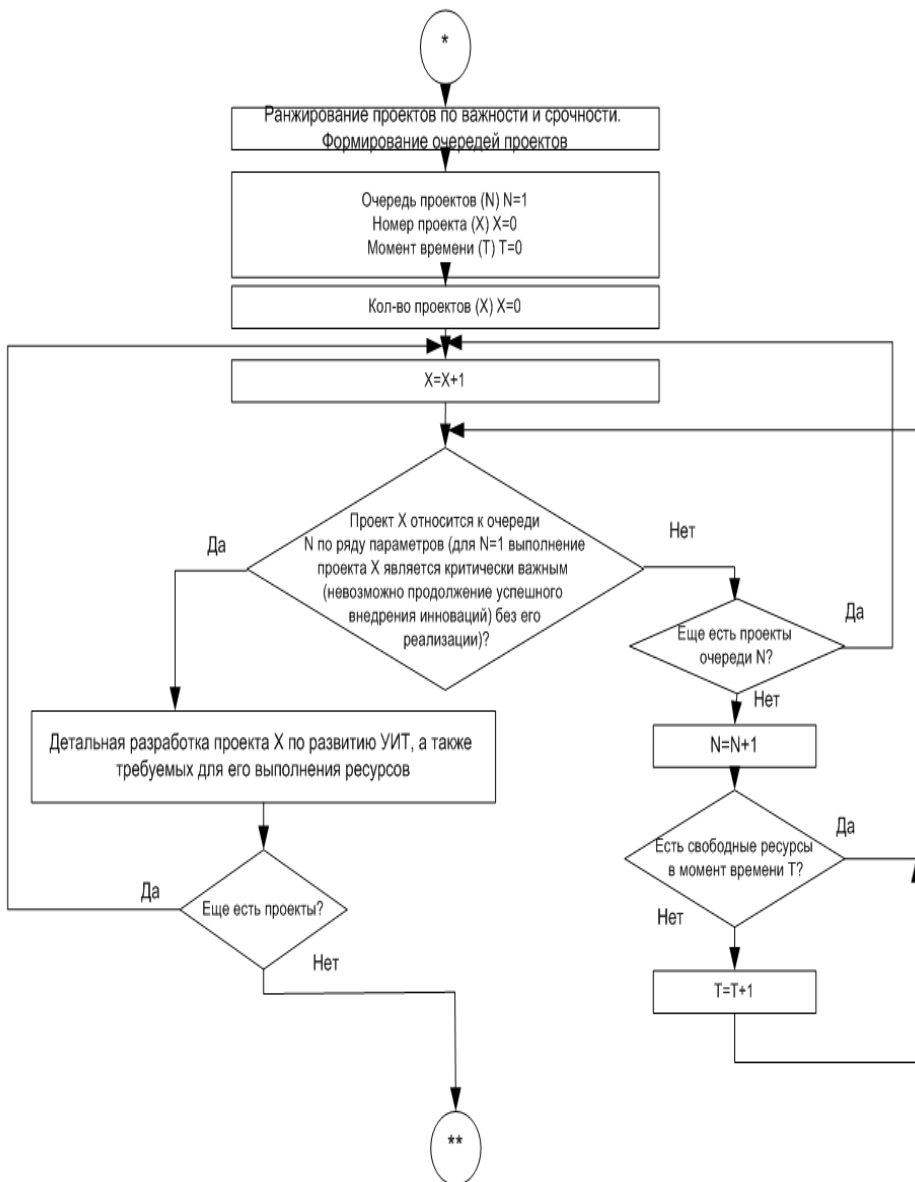 *
Ранжирование проектов по важности и срочности.
Формирование очередей проектов
Очередь проектов (N) N=1
Номер проекта (X) X=0
Момент времени (T) T=0
Кол-во проектов (X) X=0
X=X+1
Проект X относится к очереди
N по ряду параметров (для N=1 выполнение
проекта X является критически важным
(невозможно продолжение успешного
внедрения инноваций) без его
реализации)?
Да
Нет
Еще есть проекты
очереди N?
Да
Нет
Детальная разработка проекта X по развитию УИТ, а также
требуемых для его выполнения ресурсов
N=N+1
Есть свободные ресурсы
в момент времени T?
Да
Нет
Еще есть проекты?
Да
Нет
T=T+1
**